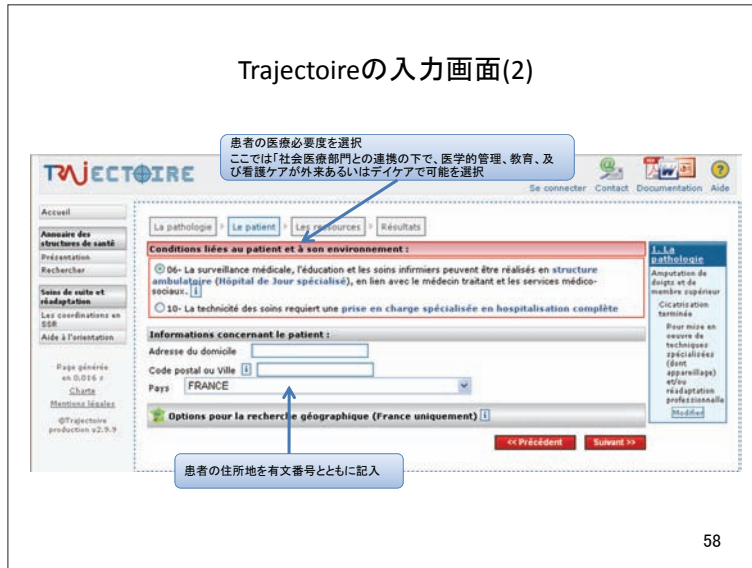 Trajectoireの入力画面(2)
患者の医療必要度を選択
ここでは「社会医療部門との連携の下で、医学的管理、教育、及
び看護ケアが外来あるいはデイケアで可能を選択
TRAJECTOIRE
Se connecter Contact Documentation Aide
Accueil
Annuaire des
structures de santé
Présentation
Rechercher
Soins de suite et
réadaptation
Les coordinations en
SSR
Aide à l'orientation
Page générée
en 0,016 s
Charte
Mentions légales
©Trajectoire
production v2.9.9
La pathologie Le patient Les ressources Résultats
Conditions liées au patient et à son environnement :
06- La surveillance médicale, l'éducation et les soins infirmiers peuvent être réalisés en structure
ambulatoire (Hôpital de Jour spécialisé), en lien avec le médecin traitant et les services médico-
sociaux. i
10- La technicité des soins requiert une prise en charge spécialisée en hospitalisation complète
Informations concernant le patient :
Adresse du domicile
Code postal ou Ville i
Pays FRANCE
Options pour la recherche géographique (France uniquement) i
<< Précédent Suivant >>
1. La
pathologie
Amputation de
doigts et de
membre supérieur
Cicatrisation
terminée
Pour mise en
oeuvre de
techniques
spécialisées
(dont
appareillage)
et/ou
réadaptation
professionnelle
Modifier
患者の住所地を有文番号とともに記入
58